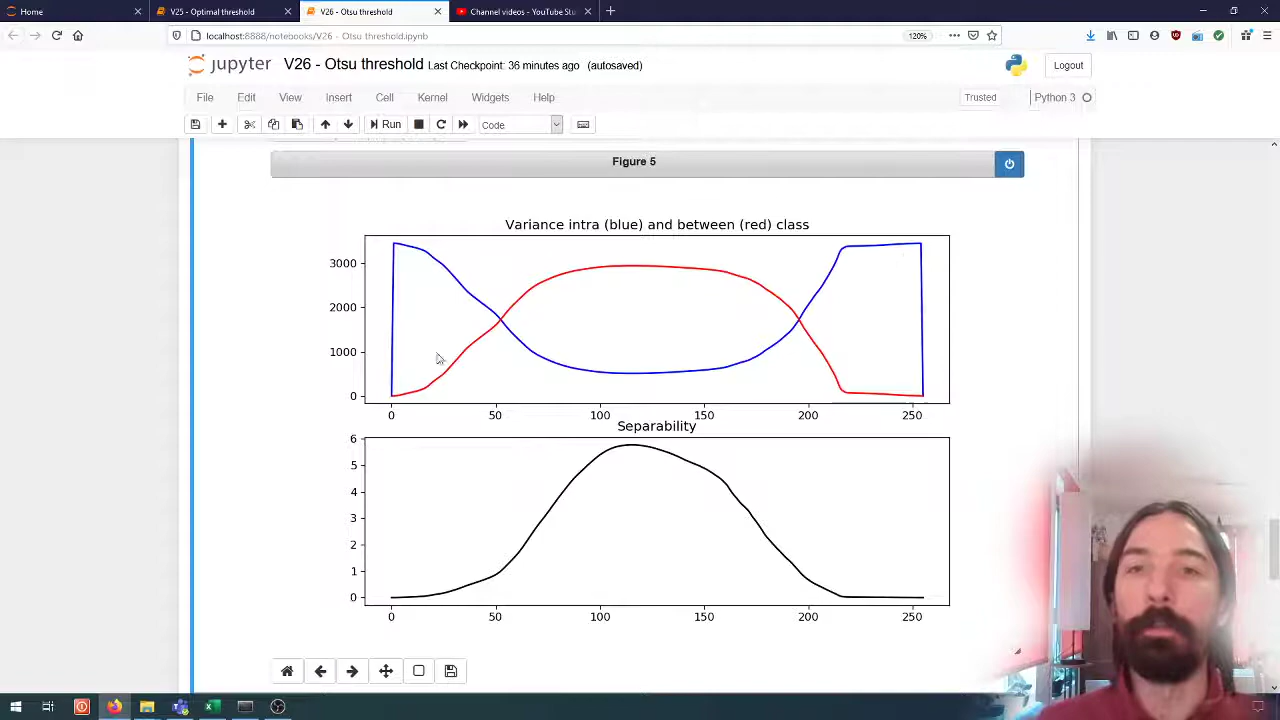 Home
V25 - Optimal threshold
V26 - Otsu threshold
Channel videos - YouTube Stu
localhost:8888/notebooks/V26 - Otsu threshold.ipynb
120%
jupyter V26 - Otsu threshold Last Checkpoint: 36 minutes ago (autosaved)
Logout
File Edit View Insert Cell Kernel Widgets Help
Trusted
Python 3
Run
Code
Figure 5
Variance intra (blue) and between (red) class
3000
2000
1000
0
0 50 100 150 200 250
Separability
6
5
4
3
2
1
0
0 50 100 150 200 250